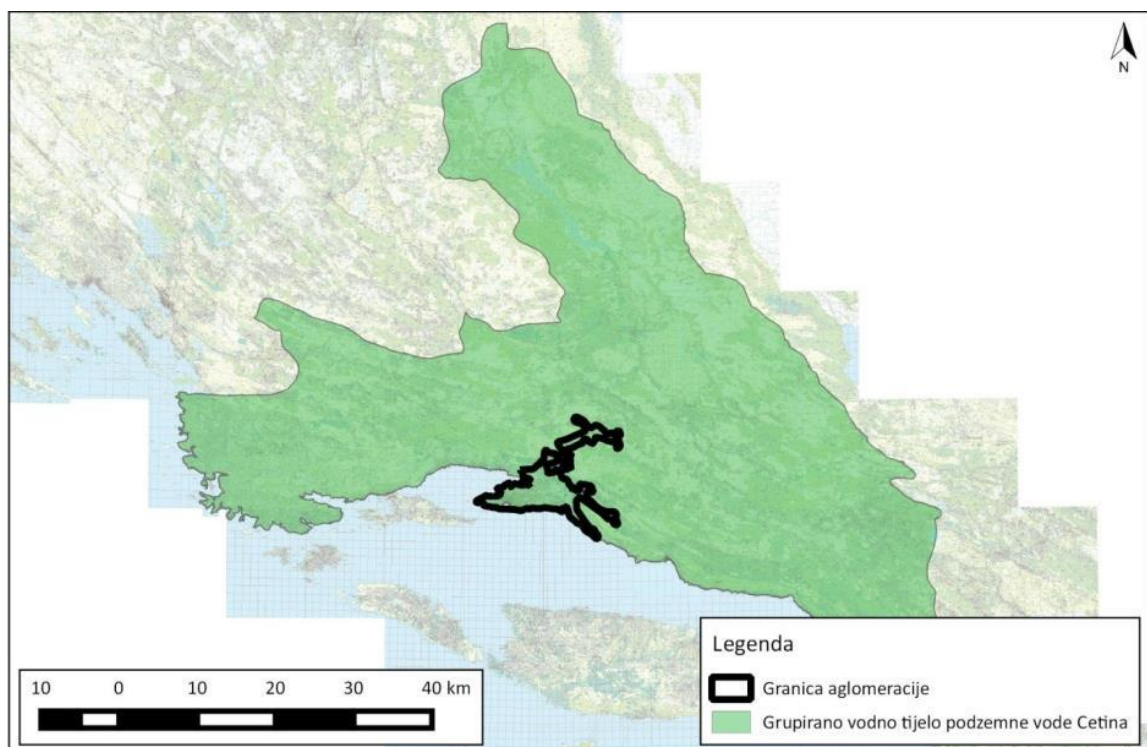 N
Legenda
Granica aglomeracije
Grupirano vodno tijelo podzemne vode Cetina
10 0 10 20 30 40 km